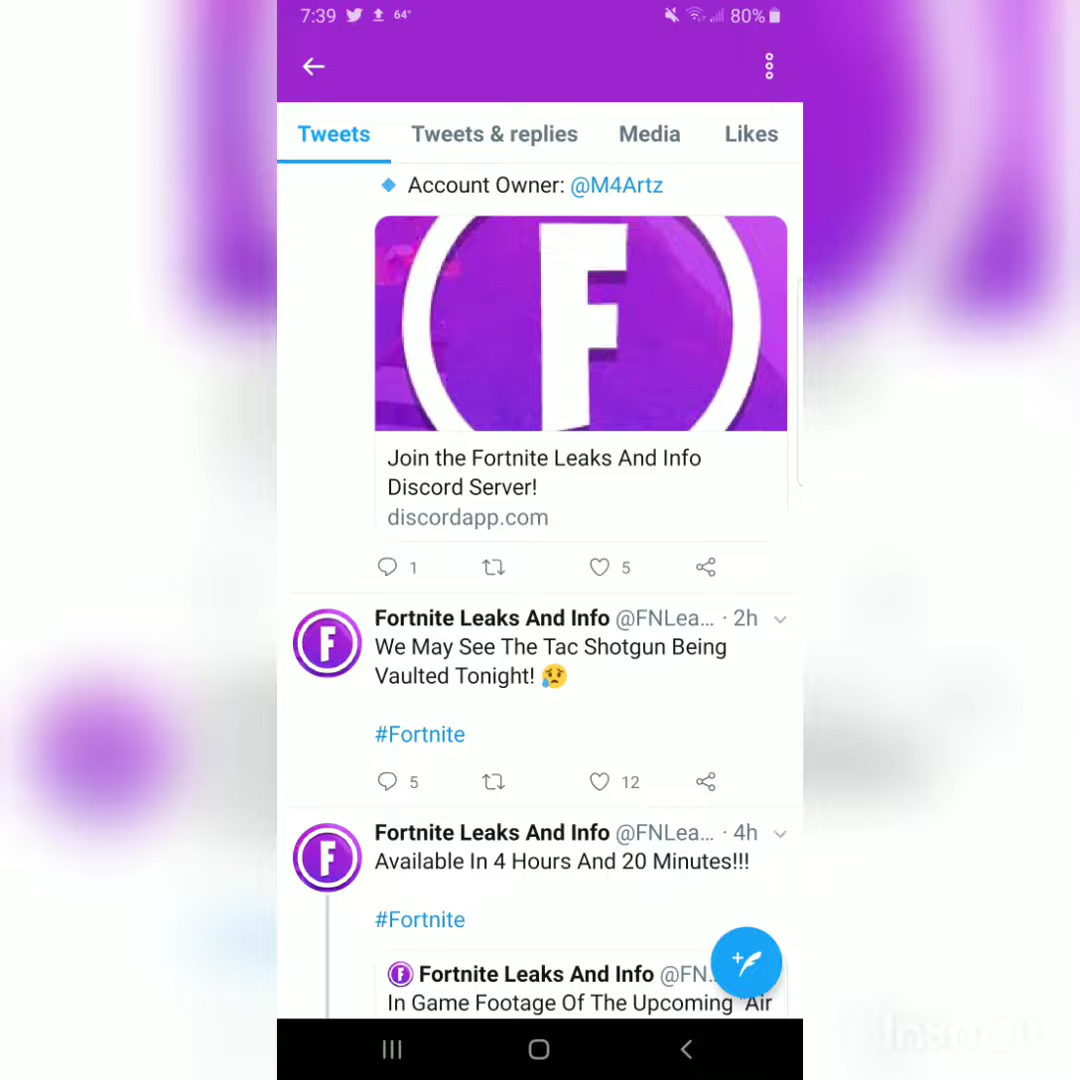 7:39 64° 80%
Tweets Tweets & replies Media Likes
Account Owner: @M4Artz
F
Join the Fortnite Leaks And Info
Discord Server!
discordapp.com
1 5
F
Fortnite Leaks And Info @FNLea... · 2h
We May See The Tac Shotgun Being
Vaulted Tonight! 😥
#Fortnite
5 12
F
Fortnite Leaks And Info @FNLea... · 4h
Available In 4 Hours And 20 Minutes!!!
#Fortnite
F Fortnite Leaks And Info @FN...
In Game Footage Of The Upcoming "Air